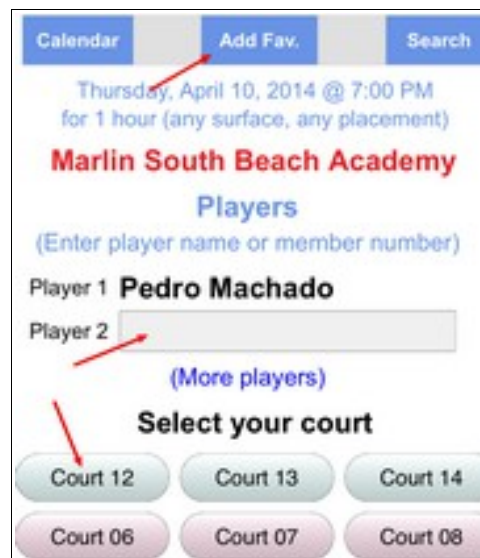 Calendar Add Fav. Search
Thursday, April 10, 2014 @ 7:00 PM
for 1 hour (any surface, any placement)
Marlin South Beach Academy
Players
(Enter player name or member number)
Player 1 Pedro Machado
Player 2
(More players)
Select your court
Court 12 Court 13 Court 14
Court 06 Court 07 Court 08